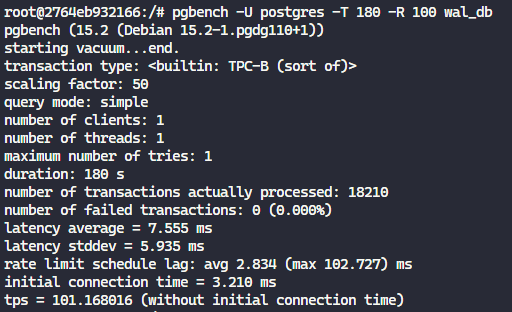 root@2764eb932166:/# pgbench -U postgres -T 180 -R 100 wal_db
pgbench (15.2 (Debian 15.2-1.pgdg110+1))
starting vacuum...end.
transaction type: <builtin: TPC-B (sort of)>
scaling factor: 50
query mode: simple
number of clients: 1
number of threads: 1
maximum number of tries: 1
duration: 180 s
number of transactions actually processed: 18210
number of failed transactions: 0 (0.000%)
latency average = 7.555 ms
latency stddev = 5.935 ms
rate limit schedule lag: avg 2.834 (max 102.727) ms
initial connection time = 3.210 ms
tps = 101.168016 (without initial connection time)